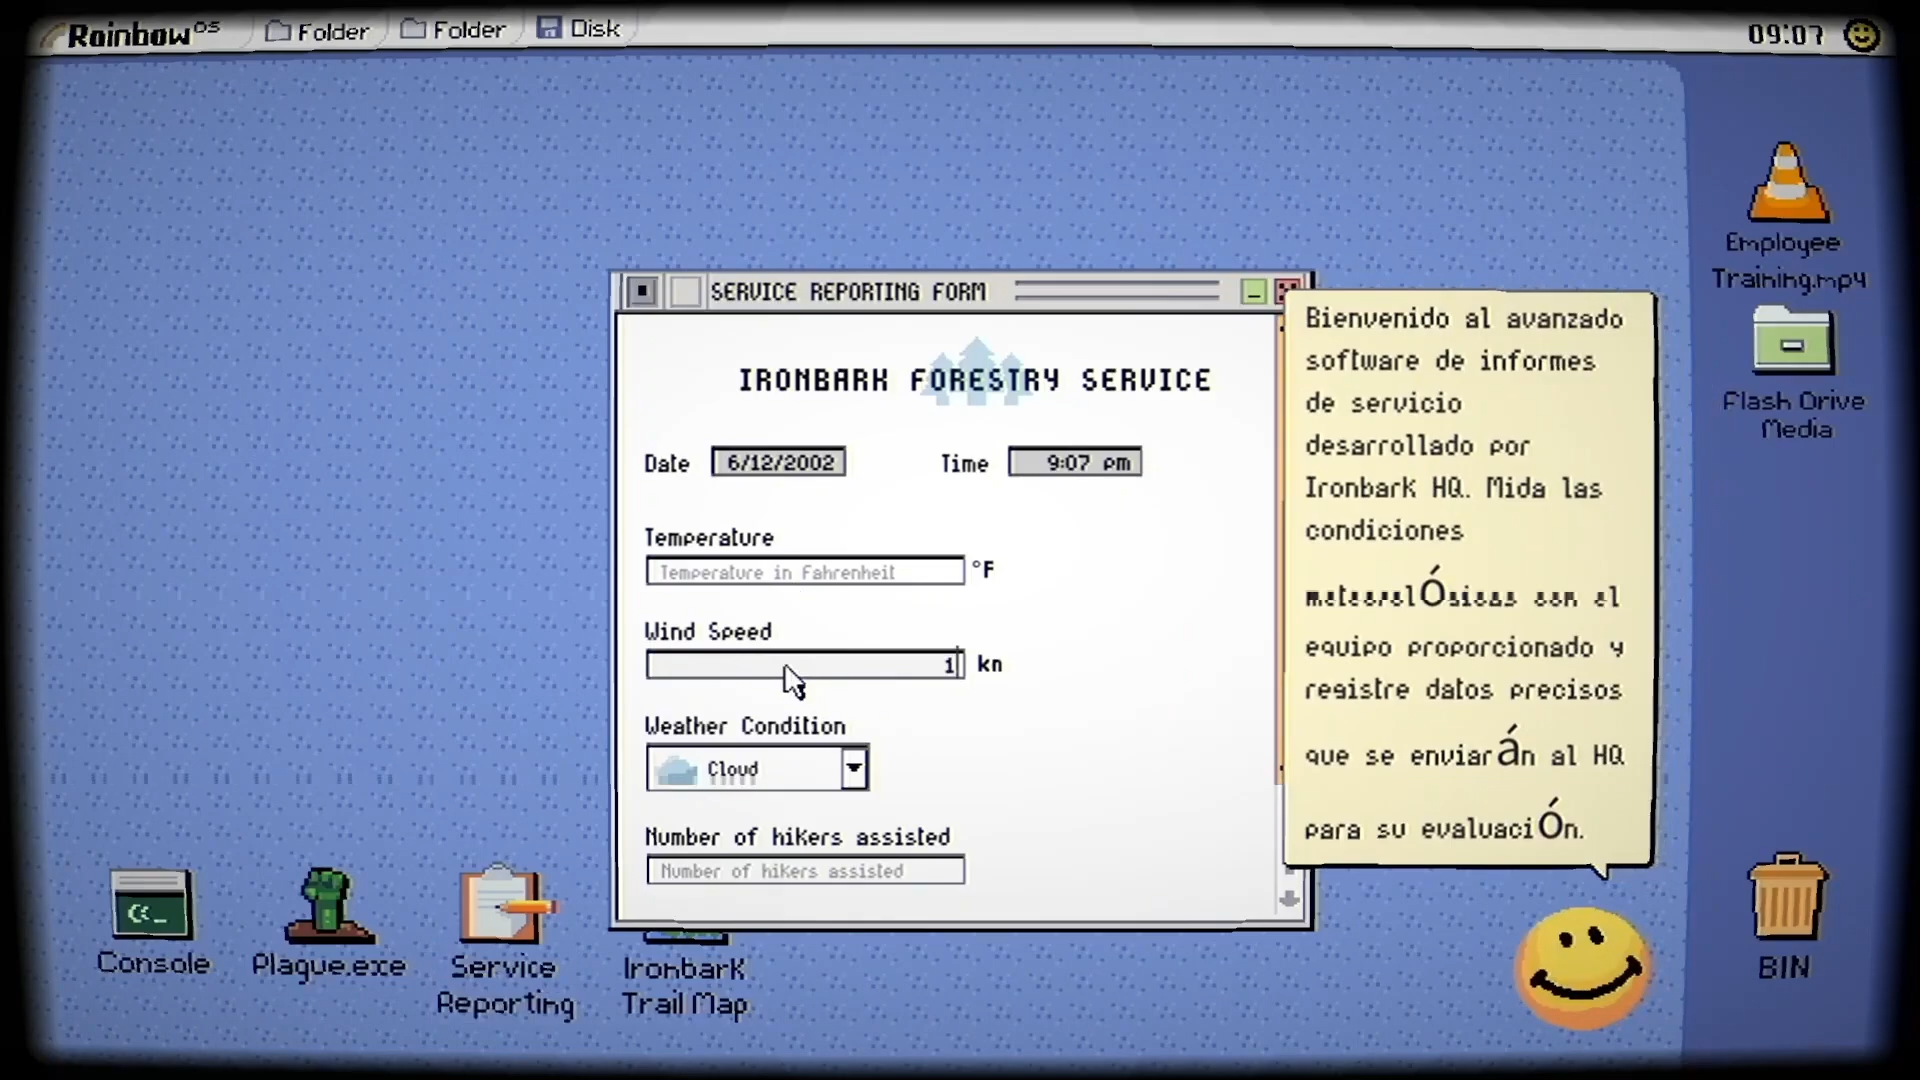 RainbowOS
Folder
Folder
Disk
09:07
Employee
Training.mp4
Flash Drive
Media
SERVICE REPORTING FORM
IRONBARK FORESTRY SERVICE
Date 6/12/2002 Time 9:07 pm
Temperature
Temperature in Fahrenheit °F
Wind Speed
1 kn
Weather Condition
Cloud
Number of hikers assisted
Number of hikers assisted
Bienvenido al avanzado
software de informes
de servicio
desarrollado por
Ironbark HQ. Mida las
condiciones
meteorológicas con el
equipo proporcionado y
registre datos precisos
que se enviarán al HQ
para su evaluación.
Console
Plague.exe
Service
Reporting
Ironbark
Trail Map
BIN